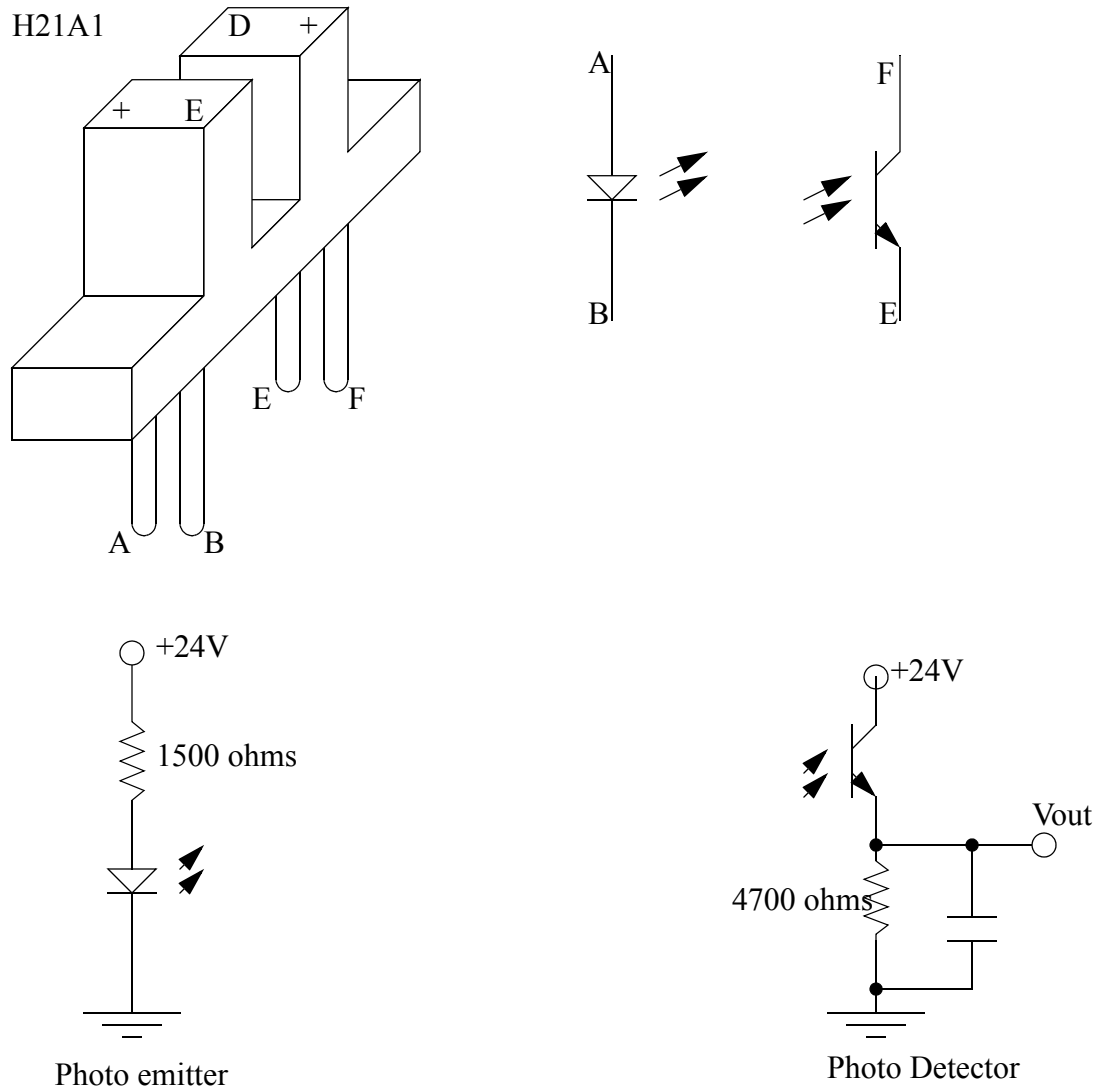 H21A1
D +
+ E
A
F
B
E
E
F
A
B
+24V
+24V
1500 ohms
Vout
4700 ohms
Photo emitter
Photo Detector